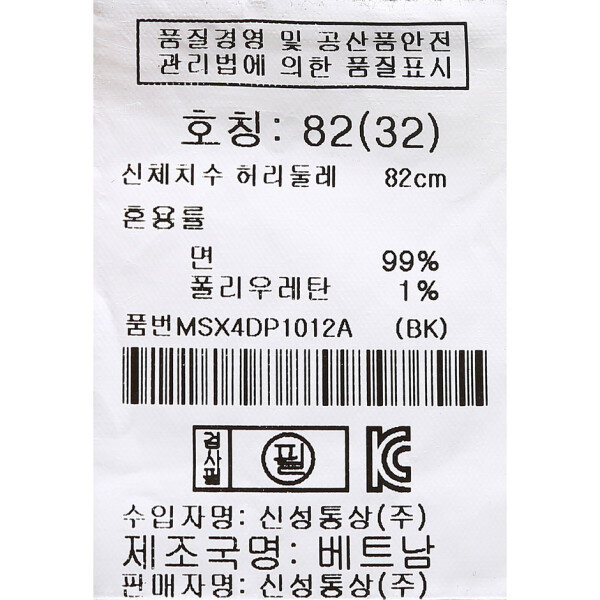 품질경영 및 공산품안전
관리법에 의한 품질표시
호칭: 82(32)
신체치수 허리둘레 82cm
혼용률
면 99%
폴리우레탄 1%
품번MSX4DP1012A (BK)
검사필 필 KC
수입자명: 신성통상(주)
제조국명: 베트남
판매자명: 신성통상(주)